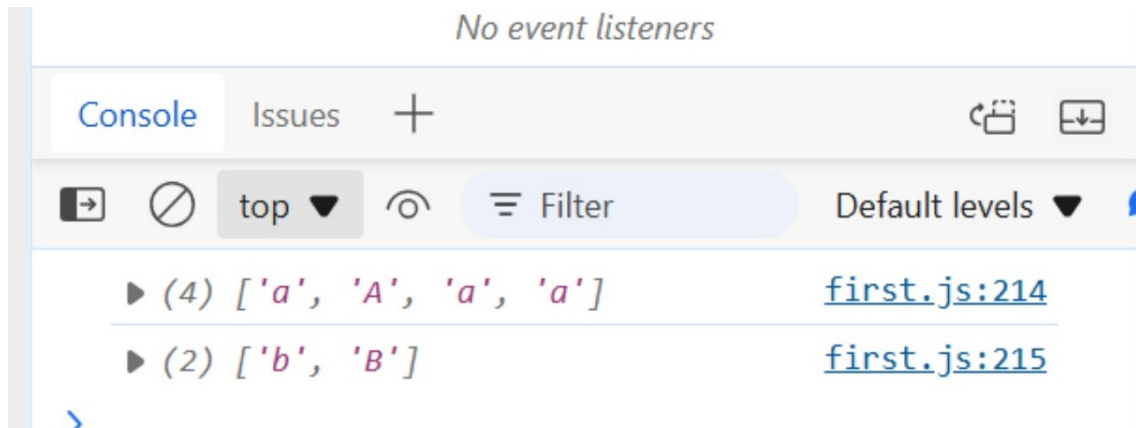 No event listeners
Console Issues
top Filter Default levels
(4) ['a', 'A', 'a', 'a'] first.js:214
(2) ['b', 'B'] first.js:215